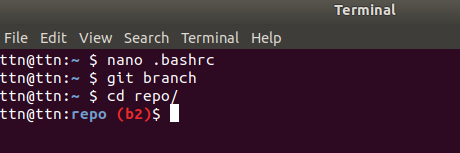 Terminal
File Edit View Search Terminal Help
ttn@ttn:~ $ nano .bashrc
ttn@ttn:~ $ git branch
ttn@ttn:~ $ cd repo/
ttn@ttn:repo (b2)$